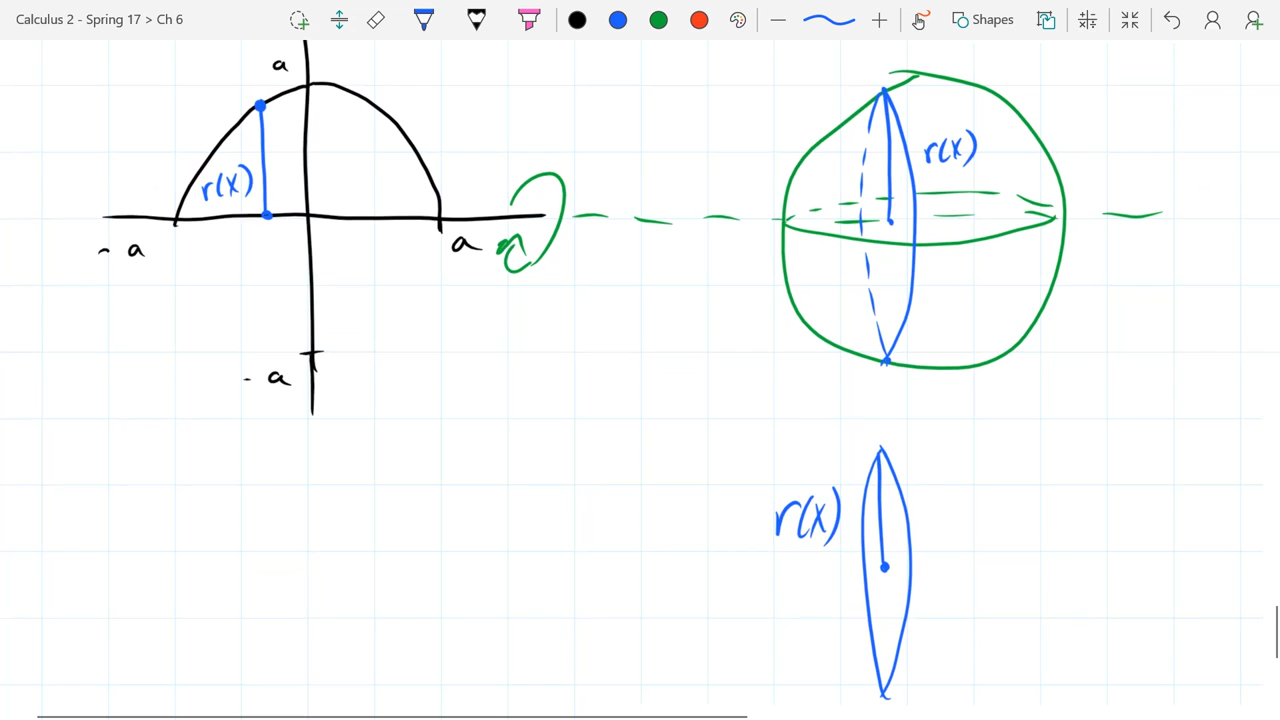 Calculus 2 - Spring 17 > Ch 6
Shapes
a
r(x)
- a
a
- a
r(x)
r(x)